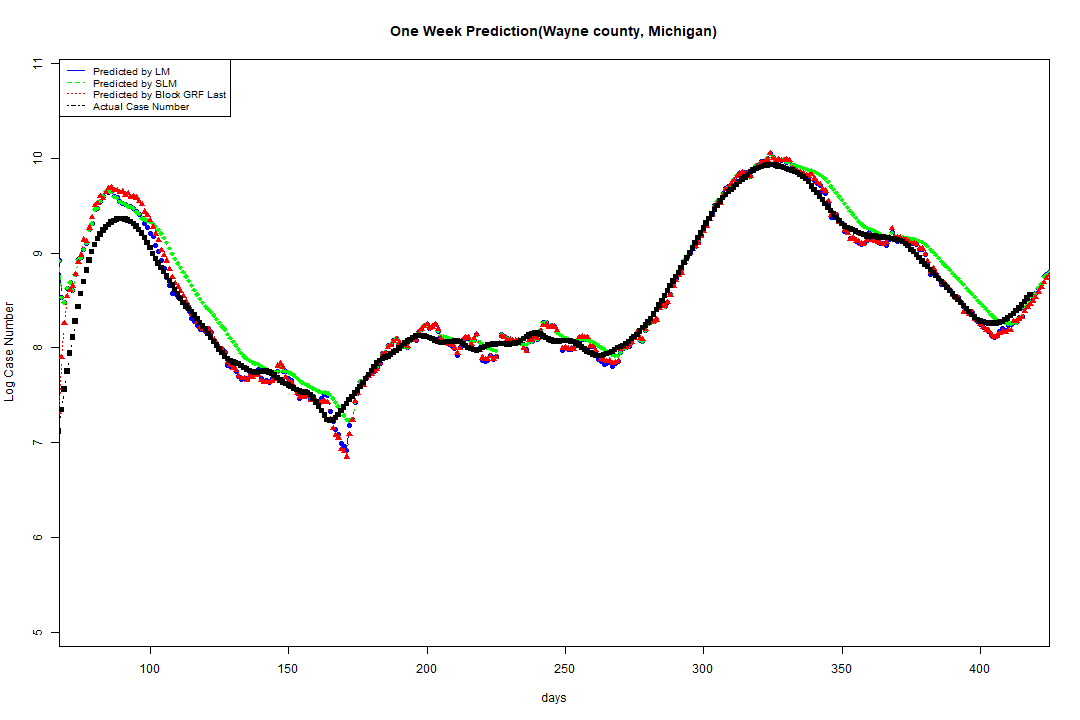 One Week Prediction(Wayne county, Michigan)
Predicted by LM
Predicted by SLM
Predicted by Block GRF Last
Actual Case Number
11
10
9
8
7
6
5
Log Case Number
100 150 200 250 300 350 400
days